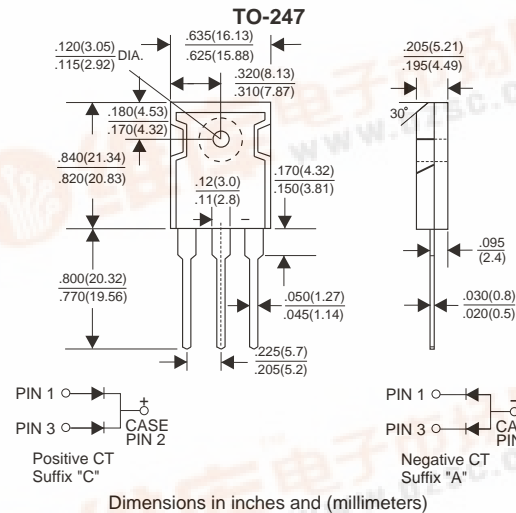 TO-247
.120(3.05)
.115(2.92)
DIA.
.635(16.13)
.625(15.88)
.320(8.13)
.310(7.87)
.205(5.21)
.195(4.49)
30°
.180(4.53)
.170(4.32)
.840(21.34)
.820(20.83)
.12(3.0)
.11(2.8)
.170(4.32)
.150(3.81)
.800(20.32)
.770(19.56)
.050(1.27)
.045(1.14)
.225(5.7)
.205(5.2)
.095
(2.4)
.030(0.8)
.020(0.5)
PIN 1
PIN 3
+
CASE
PIN 2
Positive CT
Suffix "C"
PIN 1
PIN 3
–
CA
PIN
Negative CT
Suffix "A"
Dimensions in inches and (millimeters)